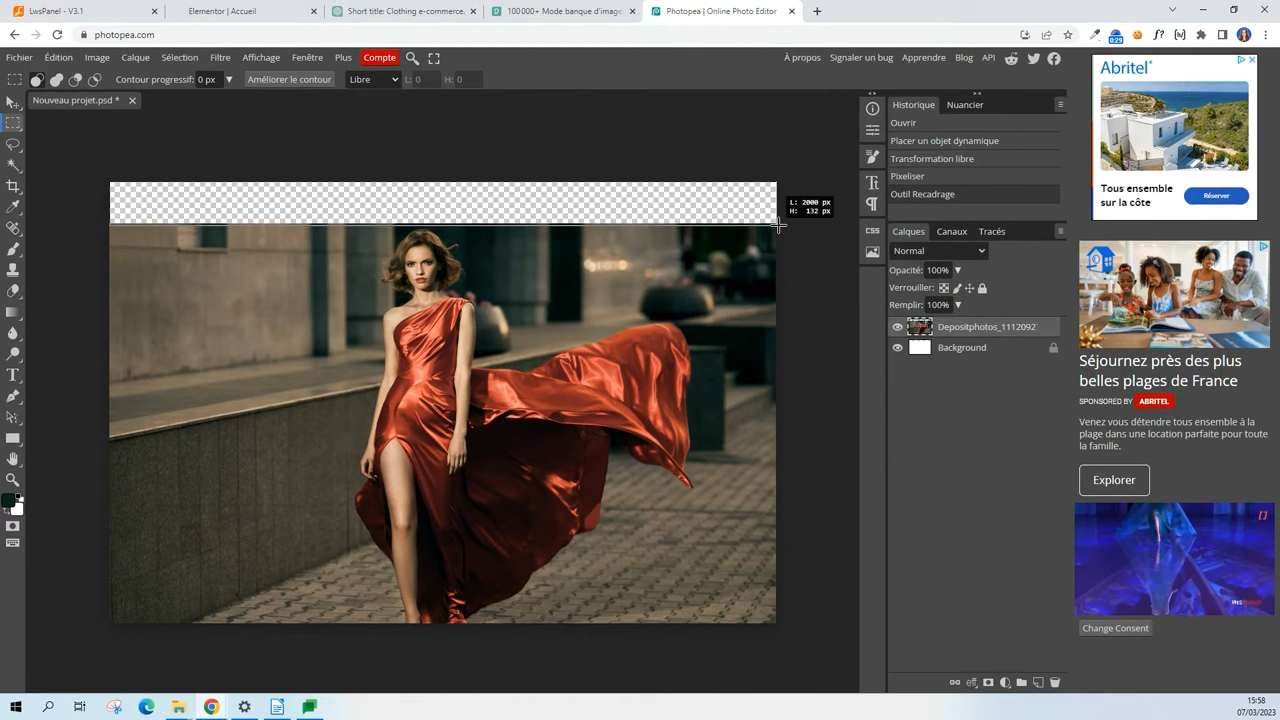 LwsPanel - V3.1
Elementor | Accueil
Short title: Clothing e-commerce.
100 000+ Mode banque d'image
Photopea | Online Photo Editor
photopea.com
0:29
Fichier Édition Image Calque Sélection Filtre Affichage Fenêtre Plus Compte
À propos Signaler un bug Apprendre Blog API
Contour progressif: 0 px Améliorer le contour Libre L: 0 H: 0
Nouveau projet.psd *
L: 2000 px
H: 132 px
Historique Nuancier
Ouvrir
Placer un objet dynamique
Transformation libre
Pixeliser
Outil Recadrage
CSS
Calques Canaux Tracés
Normal
Opacité: 100%
Verrouiller:
Remplir: 100%
Depositphotos_1112092
Background
eff
Abritel
Tous ensemble
sur la côte
Réserver
Séjournez près des plus
belles plages de France
SPONSORED BY ABRITEL
Venez vous détendre tous ensemble à la
plage dans une location parfaite pour toute
la famille.
Explorer
Change Consent
15:58
07/03/2023